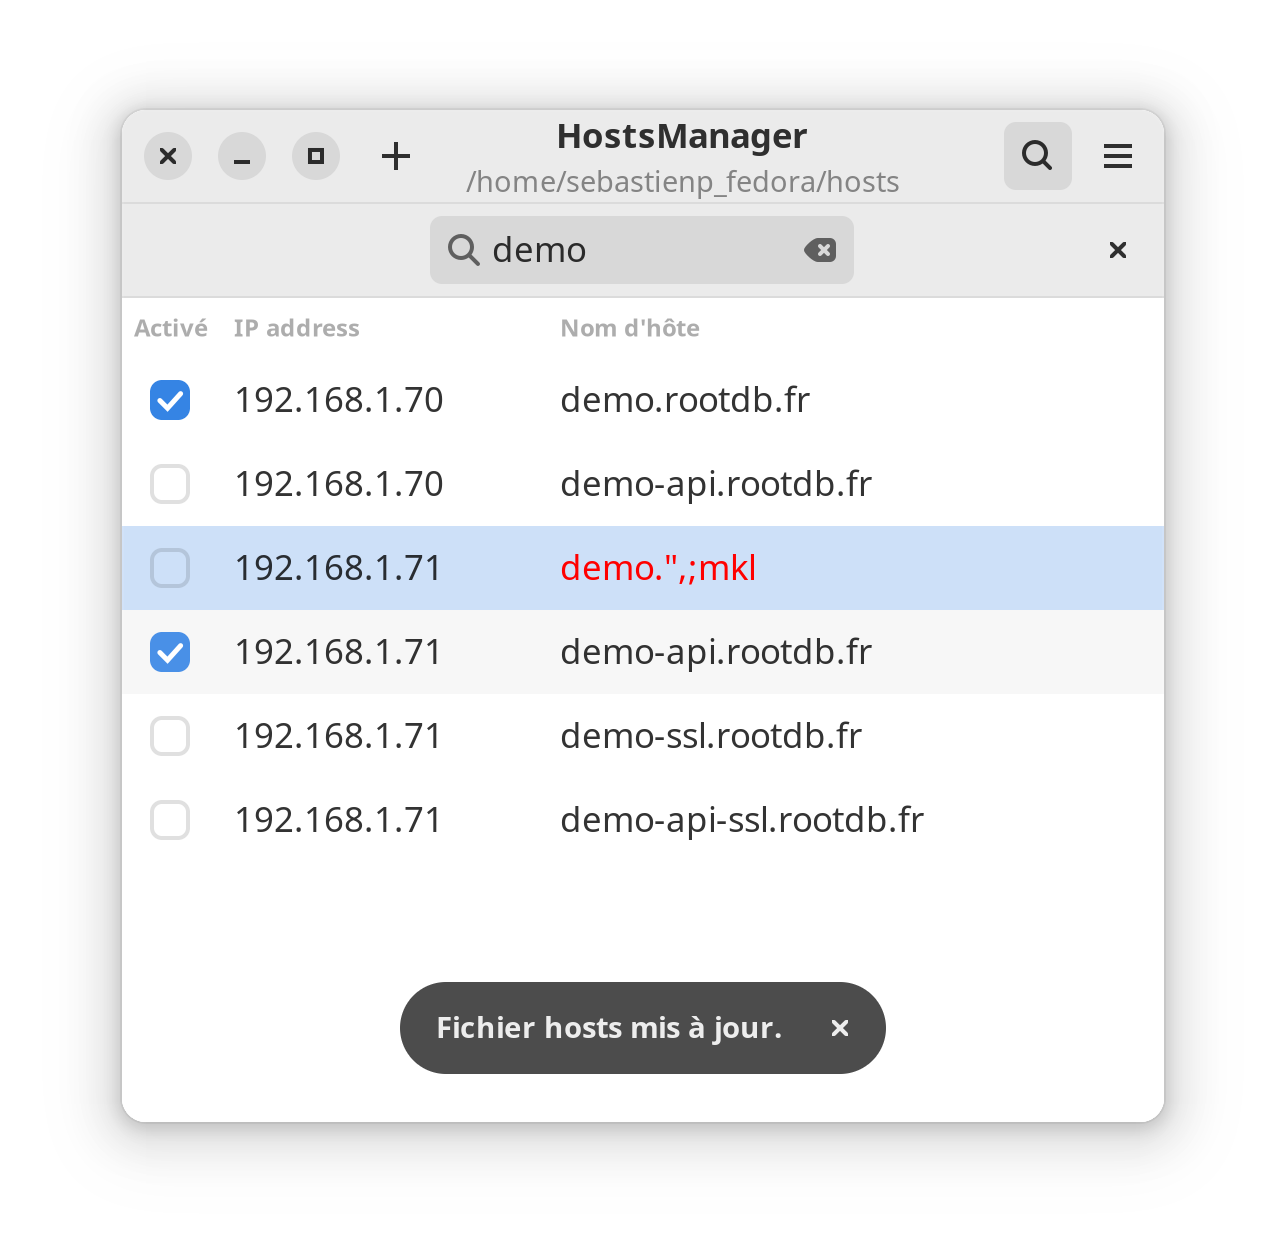 HostsManager
/home/sebastienp_fedora/hosts
demo
Activé IP address Nom d'hôte
192.168.1.70 demo.rootdb.fr
192.168.1.70 demo-api.rootdb.fr
192.168.1.71 demo.",;mkl
192.168.1.71 demo-api.rootdb.fr
192.168.1.71 demo-ssl.rootdb.fr
192.168.1.71 demo-api-ssl.rootdb.fr
Fichier hosts mis à jour.